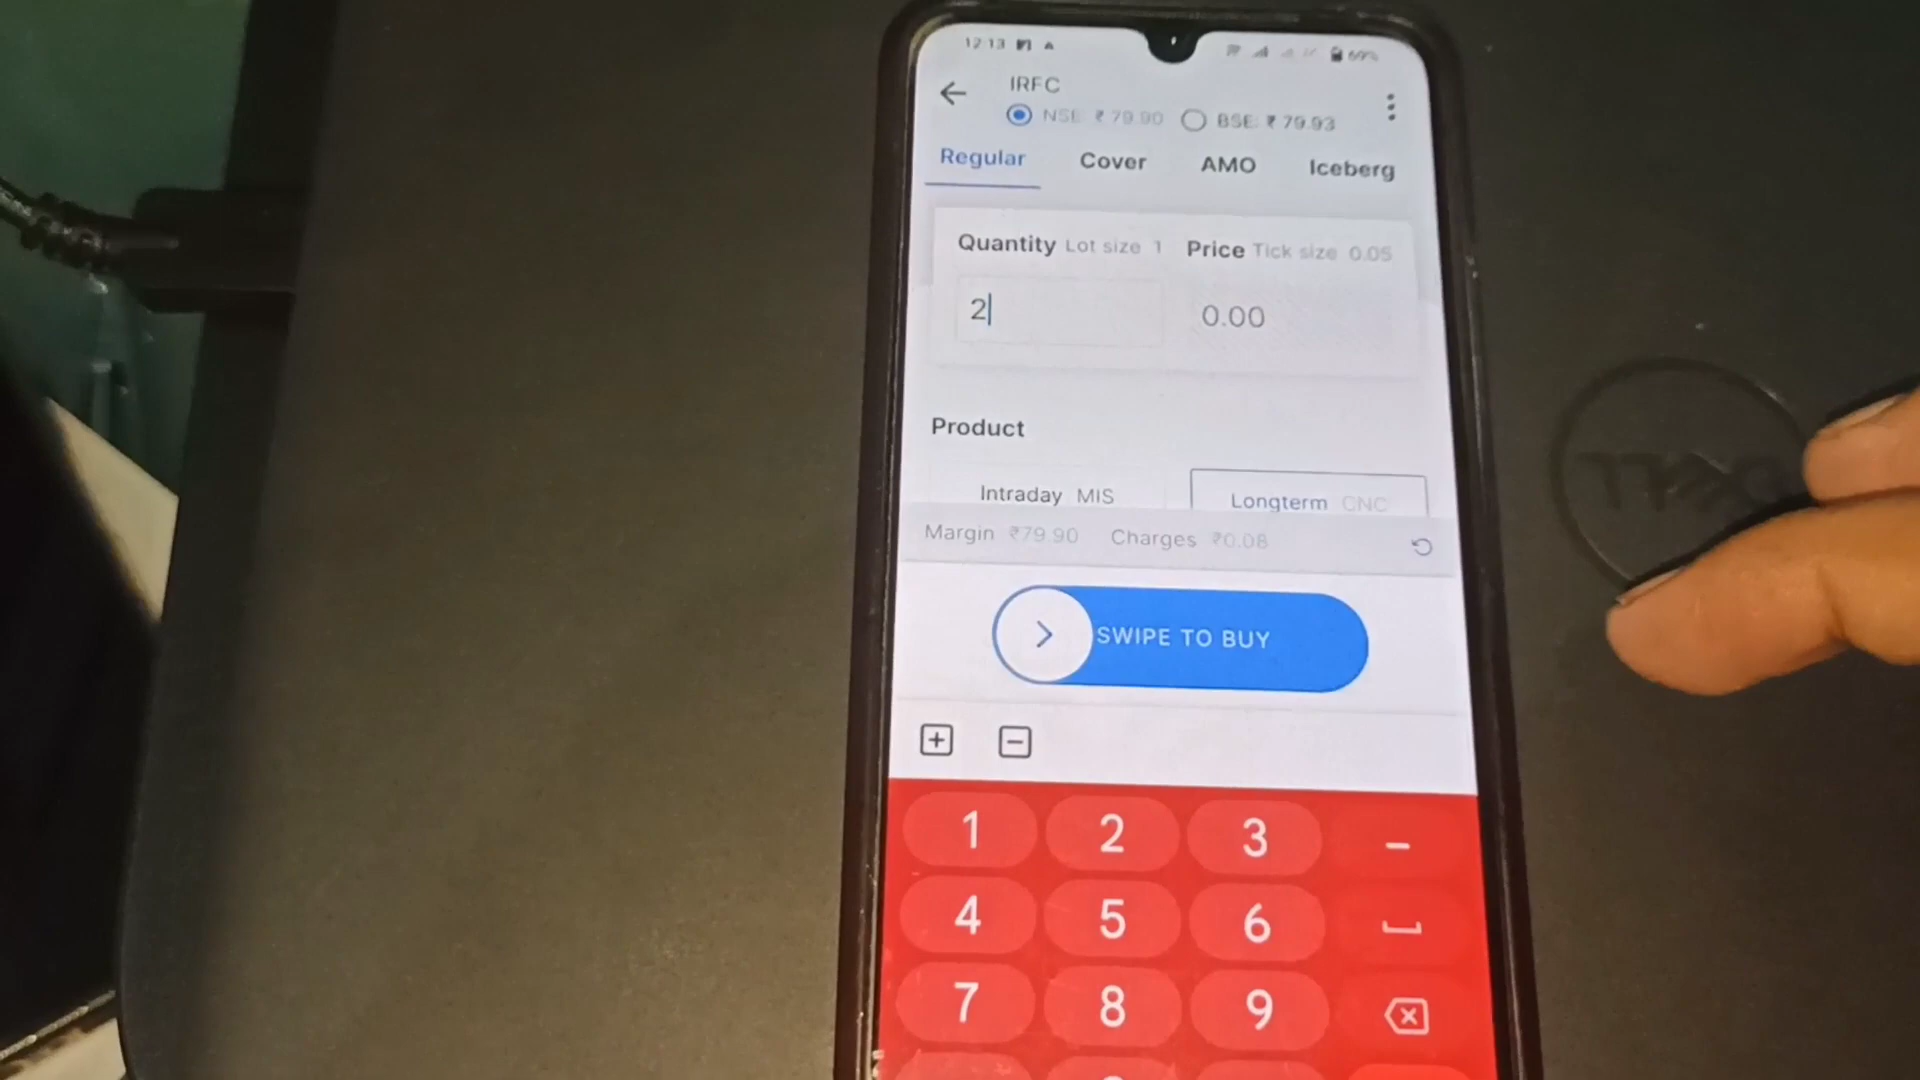 12:13 69%
IRFC
NSE: ₹ 79.90 BSE: ₹ 79.93
Regular Cover AMO Iceberg
Quantity Lot size 1 Price Tick size 0.05
2 0.00
Product
Intraday MIS Longterm CNC
Margin ₹79.90 Charges ₹0.08
SWIPE TO BUY
1 2 3 –
4 5 6
7 8 9